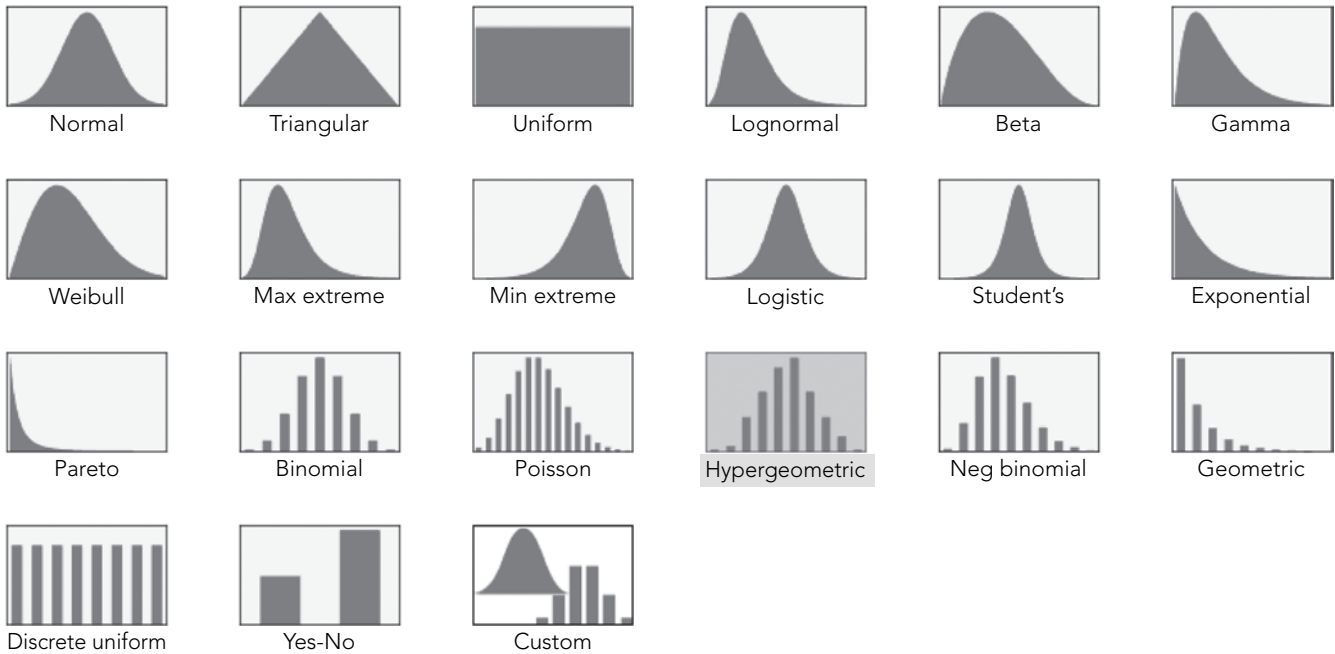 Normal
Triangular
Uniform
Lognormal
Beta
Gamma
Weibull
Max extreme
Min extreme
Logistic
Student’s
Exponential
Pareto
Binomial
Poisson
Hypergeometric
Neg binomial
Geometric
Discrete uniform
Yes-No
Custom